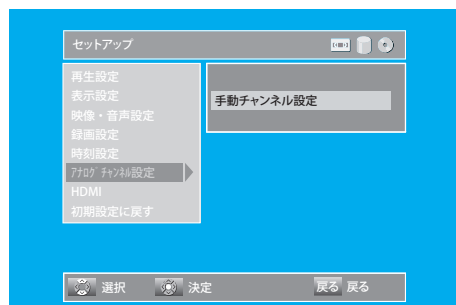 セットアップ
再生設定
表示設定
映像・音声設定
録画設定
時刻設定
アナログチャンネル設定
HDMI
初期設定に戻す
手動チャンネル設定
選択 決定 戻る 戻る